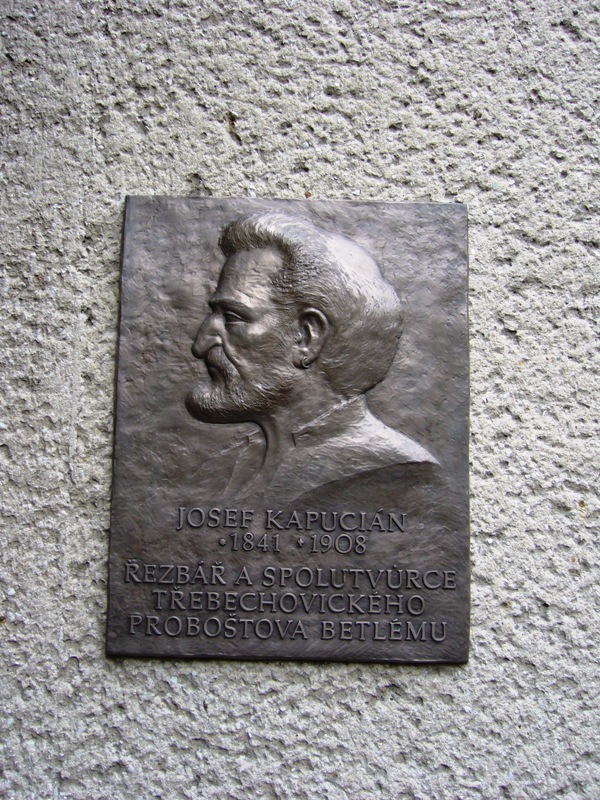 JOSEF KAPUCIÁN
·1841 ✦1908
ŘEZBÁŘ A SPOLUTVŮRCE
TŘEBECHOVICKÉHO
PROBOŠTOVA BETLÉMU